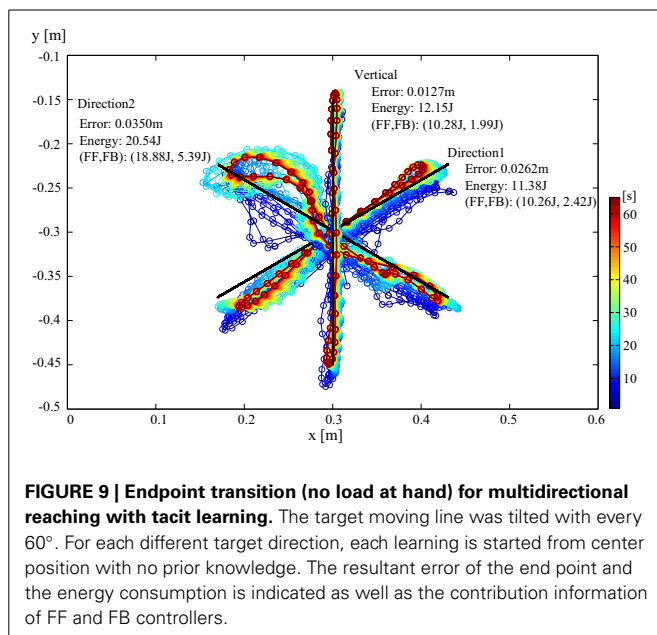 y [m]
-0.1
-0.15
-0.2
-0.25
-0.3
-0.35
-0.4
-0.45
-0.5
0
0.1
0.2
0.3
0.4
0.5
0.6
x [m]
Direction2
Error: 0.0350m
Energy: 20.54J
(FF,FB): (18.88J, 5.39J)
Vertical
Error: 0.0127m
Energy: 12.15J
(FF,FB): (10.28J, 1.99J)
Direction1
Error: 0.0262m
Energy: 11.38J
(FF,FB): (10.26J, 2.42J)
[s]
60
50
40
30
20
10
FIGURE 9 | Endpoint transition (no load at hand) for multidirectional
reaching with tacit learning. The target moving line was tilted with every
60°. For each different target direction, each learning is started from center
position with no prior knowledge. The resultant error of the end point and
the energy consumption is indicated as well as the contribution information
of FF and FB controllers.